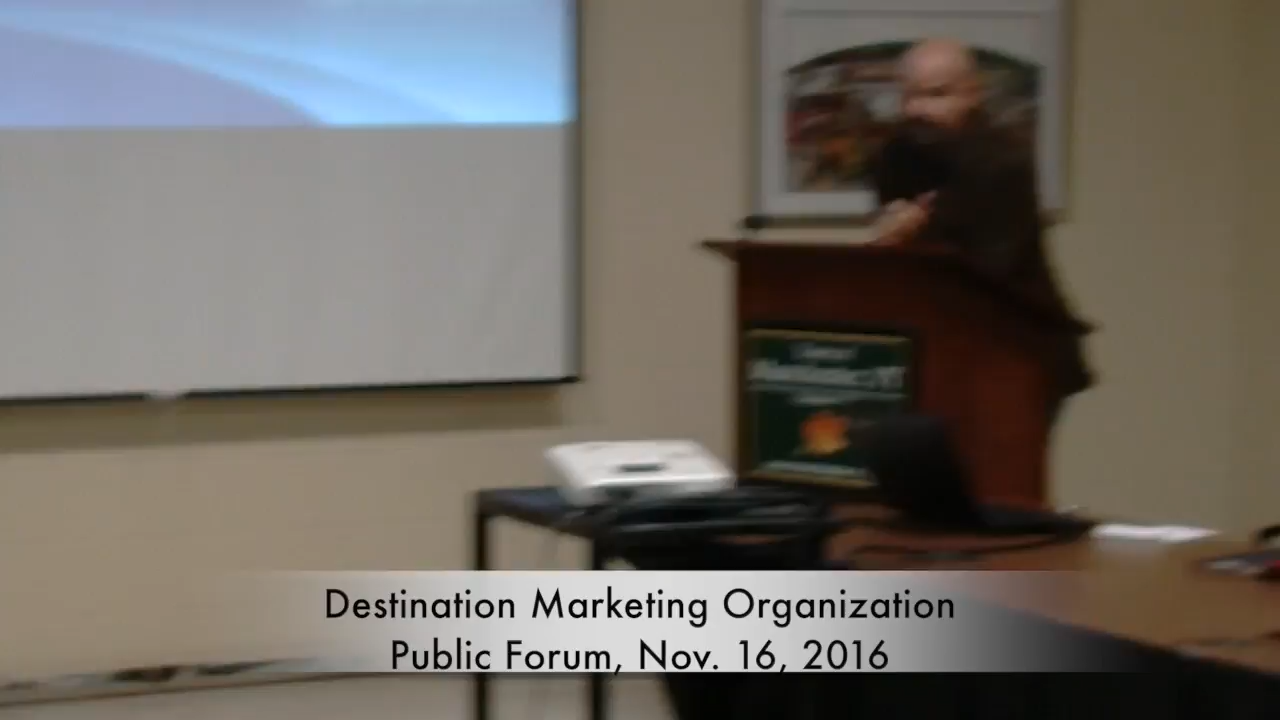 Destination Marketing Organization
Public Forum, Nov. 16, 2016